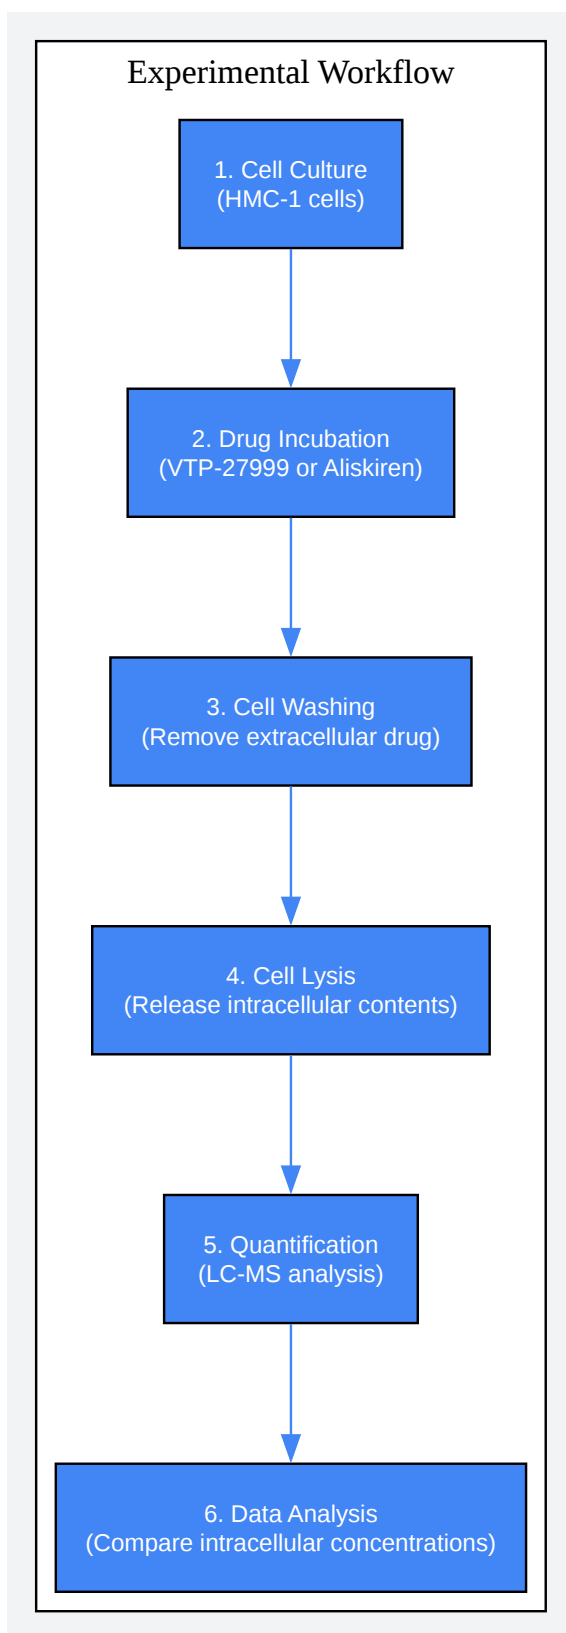 Experimental Workflow
1. Cell Culture
(HMC-1 cells)
2. Drug Incubation
(VTP-27999 or Aliskiren)
3. Cell Washing
(Remove extracellular drug)
4. Cell Lysis
(Release intracellular contents)
5. Quantification
(LC-MS analysis)
6. Data Analysis
(Compare intracellular concentrations)